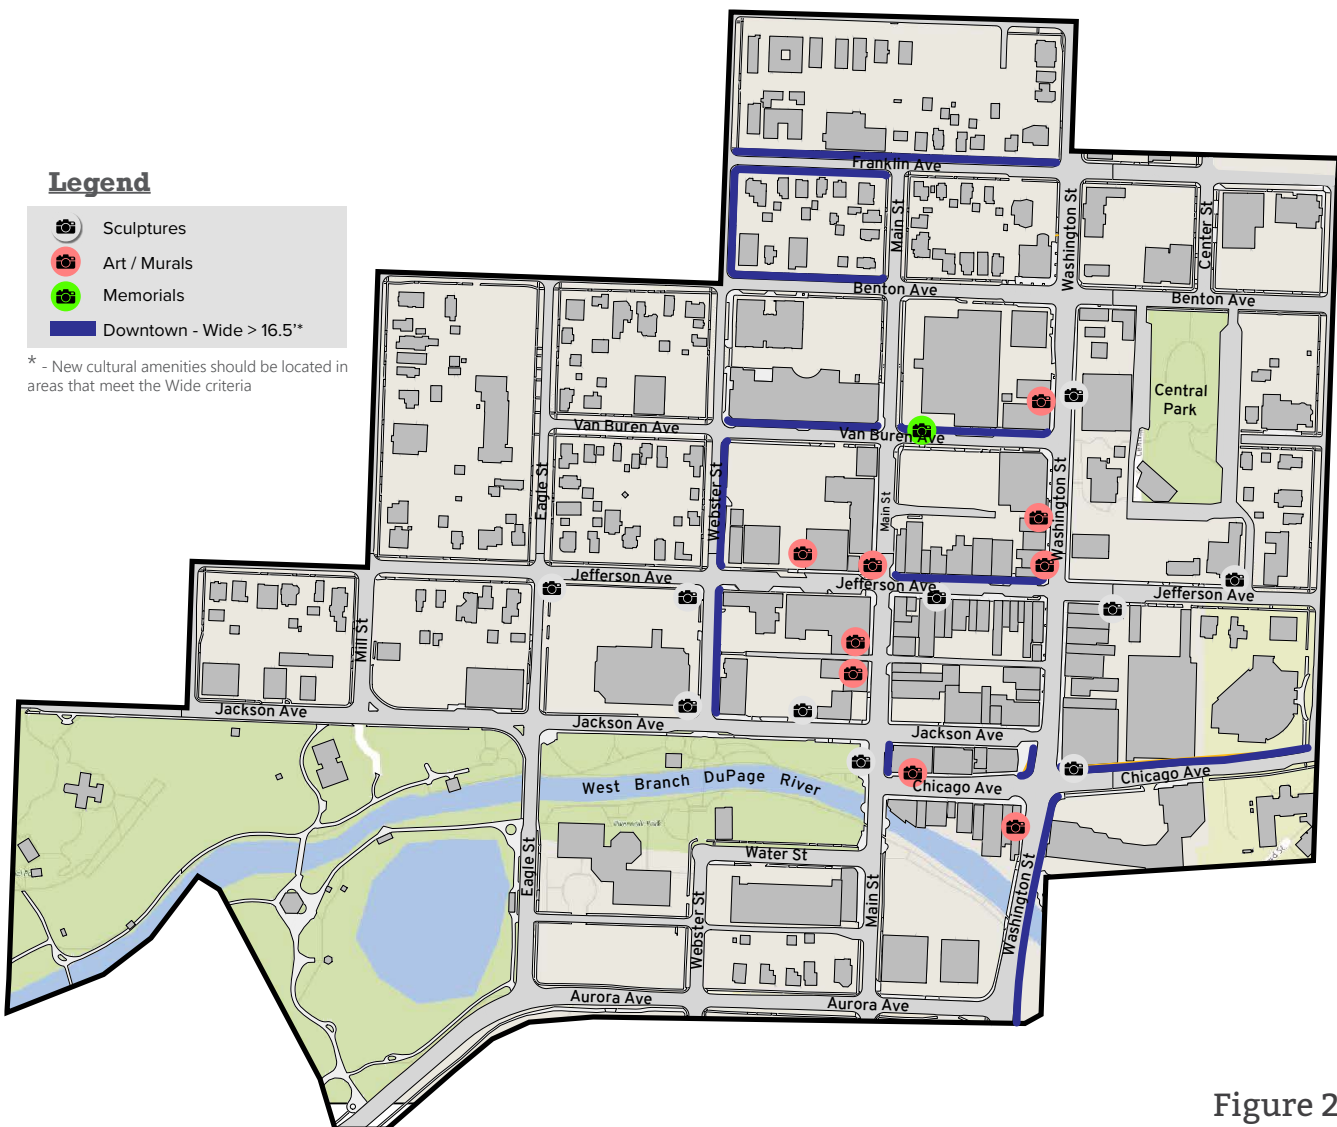 Legend
Sculptures
Art / Murals
Memorials
Downtown - Wide > 16.5'*
* - New cultural amenities should be located in
areas that meet the Wide criteria
Franklin Ave
Main St
Washington St
Center St
Benton Ave
Benton Ave
Central
Park
Van Buren Ave
Van Buren Ave
Eagle St
Webster St
Main St
Washington St
Jefferson Ave
Jefferson Ave
Jefferson Ave
Mill St
Jackson Ave
Jackson Ave
Jackson Ave
West Branch DuPage River
Chicago Ave
Chicago Ave
Water St
Eagle St
Webster St
Main St
Washington St
Aurora Ave
Aurora Ave
Figure 2